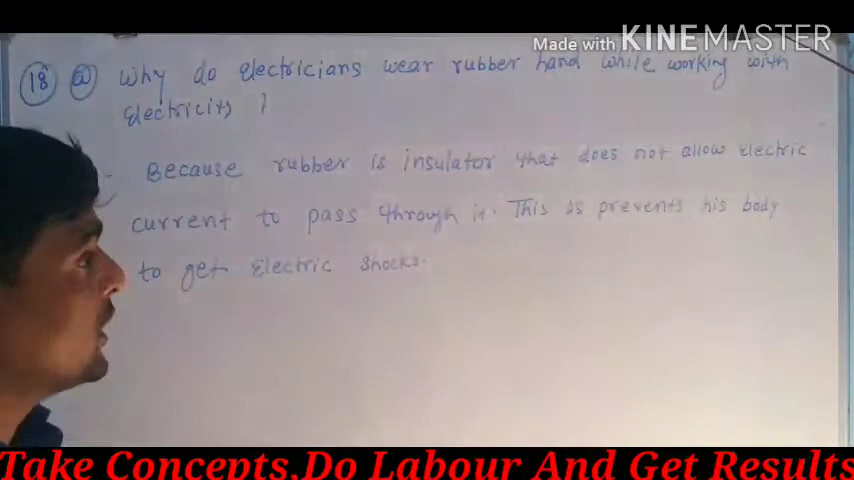 Made with KINEMASTER
18 a) Why do electricians wear rubber hand while working with
Electricity ?
Because rubber is insulator that does not allow electric
current to pass through it. This is prevents his body
to get Electric shocks.
Take Concepts,Do Labour And Get Results